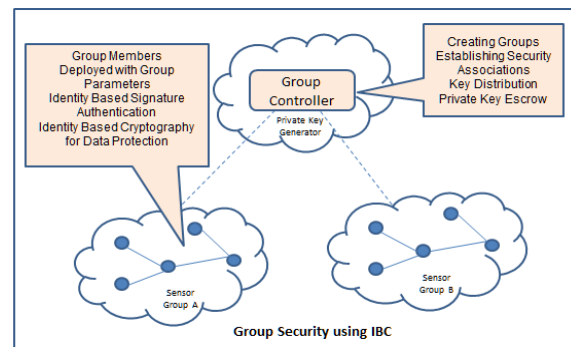 Group Members
Deployed with Group
Parameters
Identity Based Signature
Authentication
Identity Based Cryptography
for Data Protection
Group
Controller
Private Key
Generator
Creating Groups
Establishing Security
Associations
Key Distribution
Private Key Escrow
Sensor
Group A
Sensor
Group B
Group Security using IBC